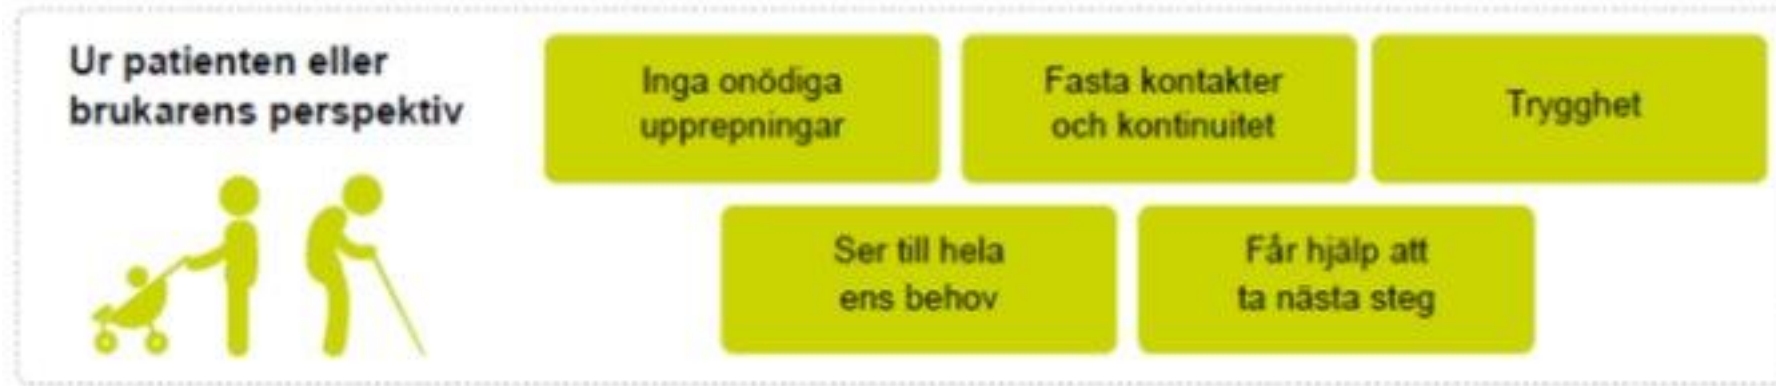 Ur patienten eller
brukarens perspektiv
Inga onödiga
upprepningar
Fasta kontakter
och kontinuitet
Trygghet
Ser till hela
ens behov
Får hjälp att
ta nästa steg